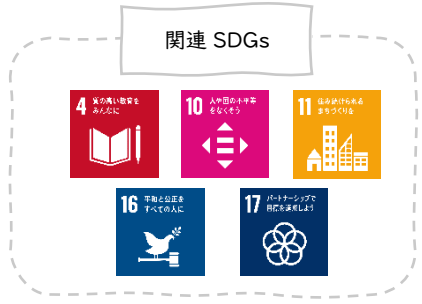 関連 SDGs
4 質の高い教育を
みんなに
10 人や国の不平等
をなくそう
11 住み続けられる
まちづくりを
16 平和と公正を
すべての人に
17 パートナーシップで
目標を達成しよう